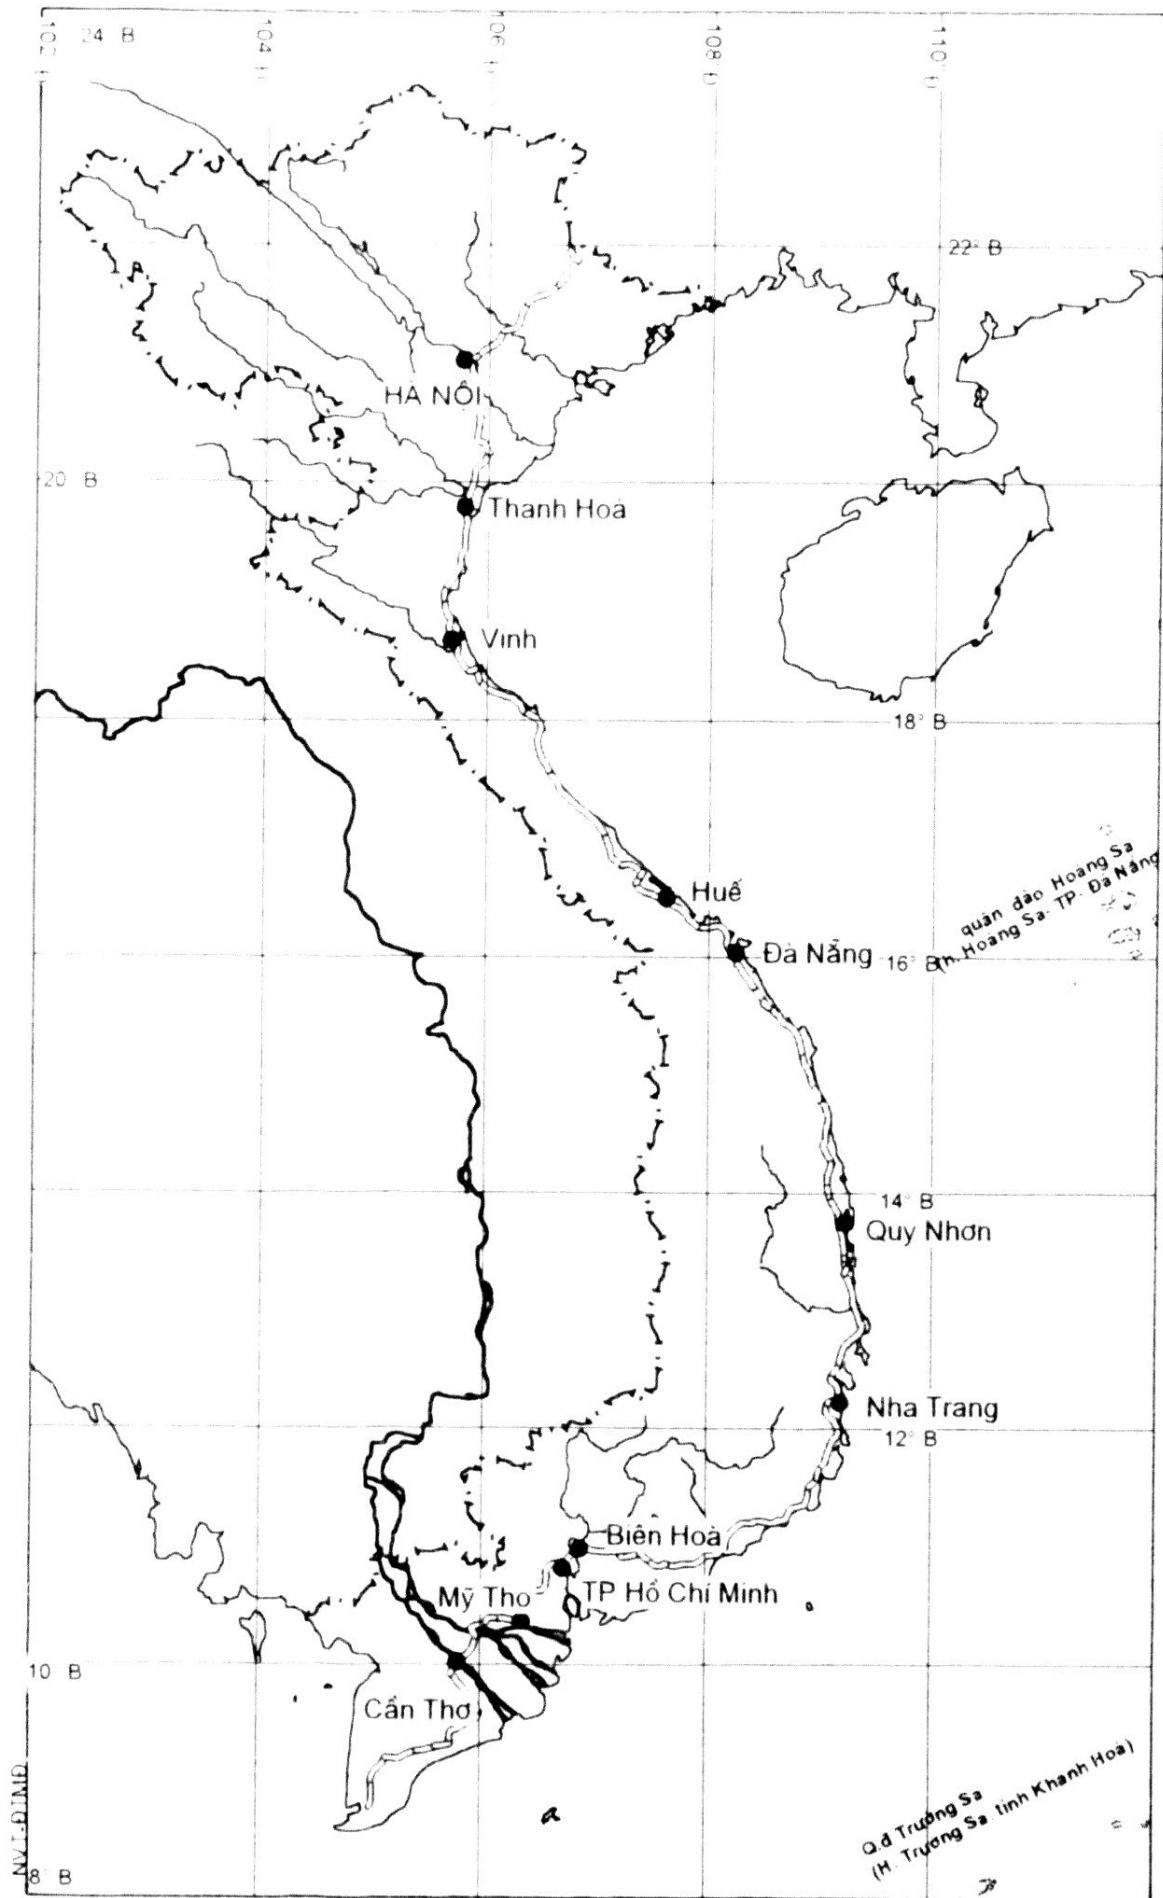 102° Đ
24° B
104° Đ
106° Đ
108° Đ
110° Đ
22° B
HÀ NÔI
20° B
Thanh Hoá
Vinh
18° B
Huế
quân đảo Hoàng Sa
(h. Hoàng Sa- TP- Đà Nẵng
Đà Nẵng
16° B
14° B
Quy Nhơn
Nha Trang
12° B
Biên Hoà
TP Hồ Chí Minh
Mỹ Tho
10° B
Cần Thơ
Q.đ Trường Sa
(H. Trường Sa tỉnh Khánh Hoà)
8° B